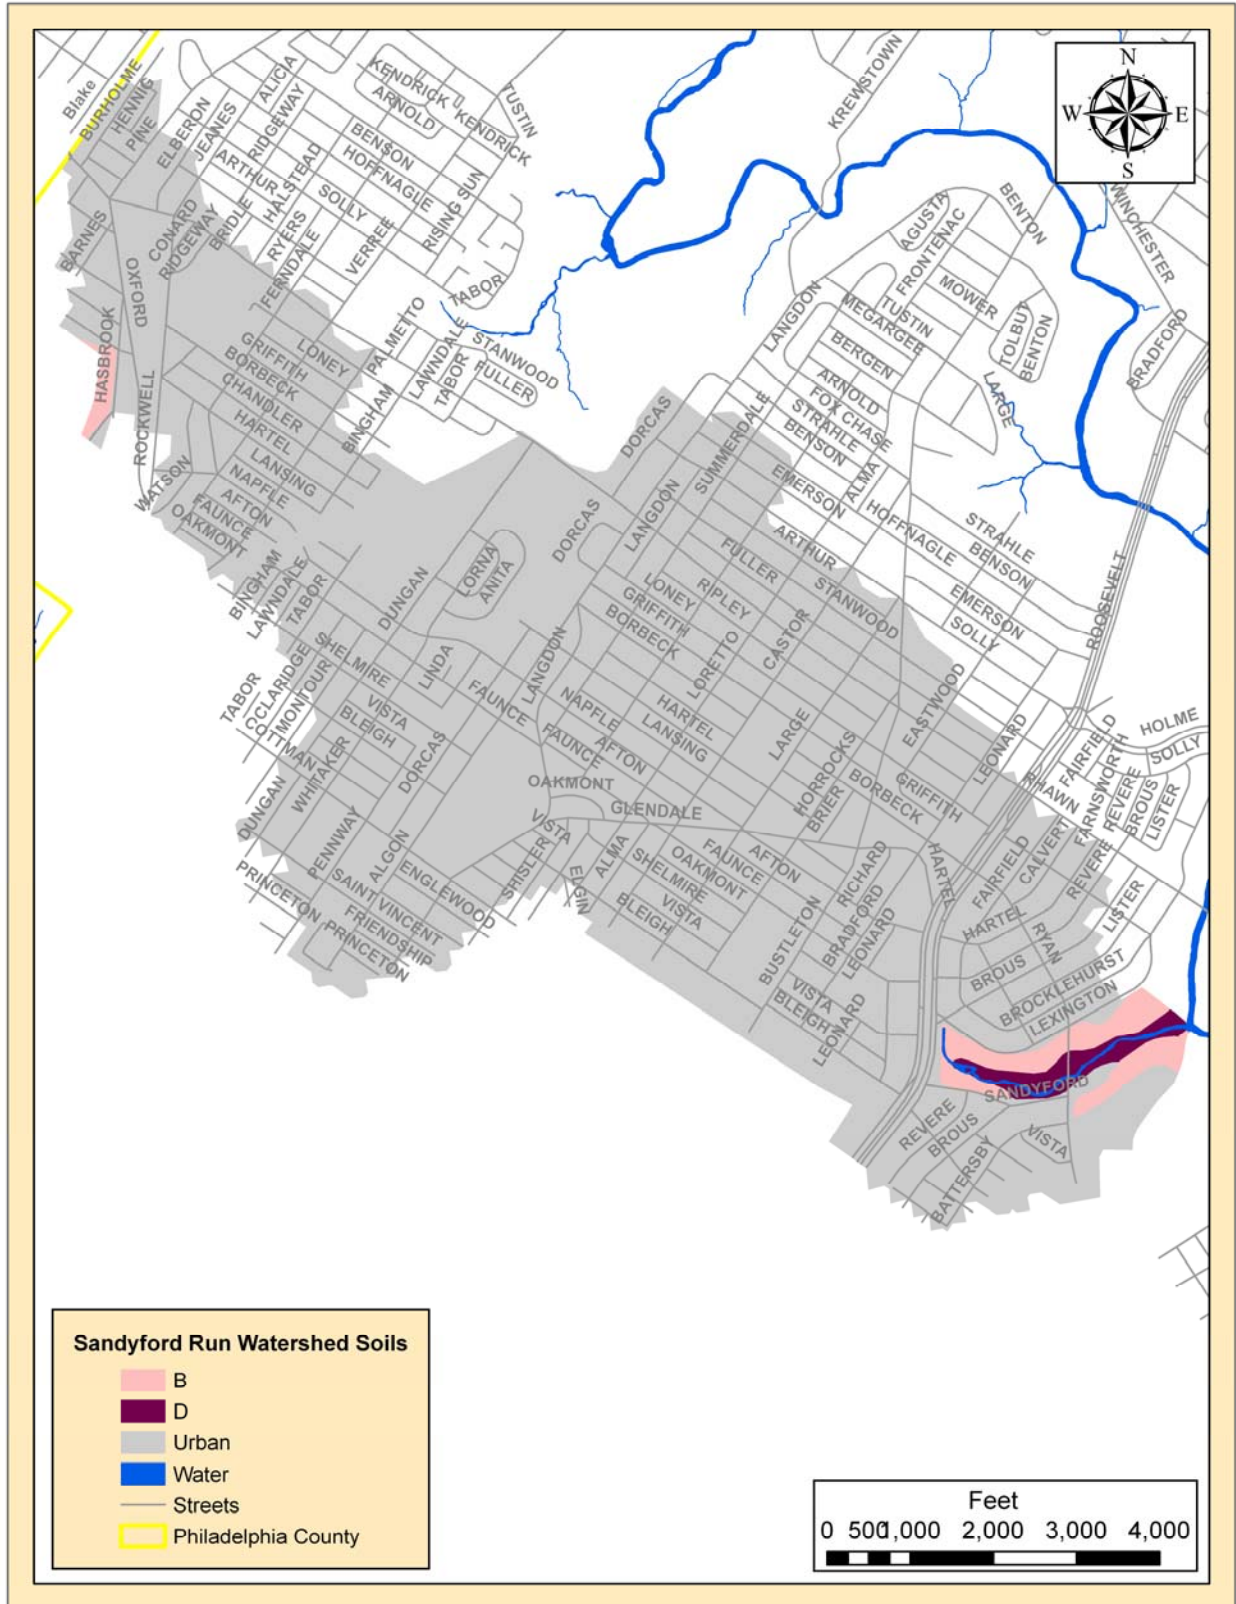 N
W E
S
Blake
BURHOLME
HENNIG
PINE
ELBERON
JEANES
ALICIA
RIDGEWAY
KENDRICK
ARNOLD
KENDRICK
TUSTIN
KREWSTOWN
BENSON
HOFFNAGLE
ARTHUR
HALSTEAD
SOLLY
RISING SUN
CONARD
RIDGEWAY
BRIDLE
RYERS
FERNDALE
VERREE
BARNES
OXFORD
TABOR
AGUSTA
FRONTENAC
BENTON
WINCHESTER
MOWER
TUSTIN
MEGARGEE
TOLBUT
BENTON
BRADFORD
LANGDON
BERGEN
HASBROOK
LONEY
GRIFFITH
BORBECK
CHANDLER
HARTEL
PALMETTO
LAWNDALE
TABOR
STANWOOD
FULLER
BINGHAM
ROCKWELL
LANSING
NAPFLE
AFTON
FAUNCE
OAKMONT
WATSON
DORCAS
SUMMERDALE
ARNOLD
FOX CHASE
STRAHLE
BENSON
LARGE
EMERSON
ALMA
HOFFNAGLE
STRAHLE
BENSON
LANGDON
ARTHUR
DORCAS
FULLER
STANWOOD
EMERSON
SOLLY
ROOSEVELT
BINGHAM
LAWNDALE
TABOR
DUNGAN
LORNA
ANITA
LONEY
GRIFFITH
BORBECK
RIPLEY
LORETTO
CASTOR
SHELMIRE
LINDA
LANGDON
TABOR
OCLARIDGE
MONTOUR
COTTMAN
VISTA
BLEIGH
FAUNCE
NAPFLE
HARTEL
LANSING
FAUNCE
AFTON
LARGE
EASTWOOD
LEONARD
HOLME
SOLLY
FAIRFIELD
FARNSWORTH
REVERE
BROUS
LISTER
RHAWN
DUNGAN
WHITAKER
DORCAS
OAKMONT
GLENDALE
HORROCKS
BRIER
BORBECK
GRIFFITH
PENNWAY
ALGON
VISTA
SHISLER
ELGIN
ALMA
SHELMIRE
OAKMONT
FAUNCE
AFTON
VISTA
BLEIGH
RICHARD
BRADFORD
LEONARD
BUSTLETON
HARTEL
FAIRFIELD
CALVERT
REVERE
LISTER
PRINCETON
SAINT VINCENT
ENGLEWOOD
FRIENDSHIP
PRINCETON
HARTEL
RYAN
BROUS
BROCKLEHURST
LEXINGTON
VISTA
BLEIGH
LEONARD
SANDYFORD
REVERE
BROUS
BATTERSBY
VISTA
Sandyford Run Watershed Soils
B
D
Urban
Water
Streets
Philadelphia County
Feet
0 500 1,000 2,000 3,000 4,000